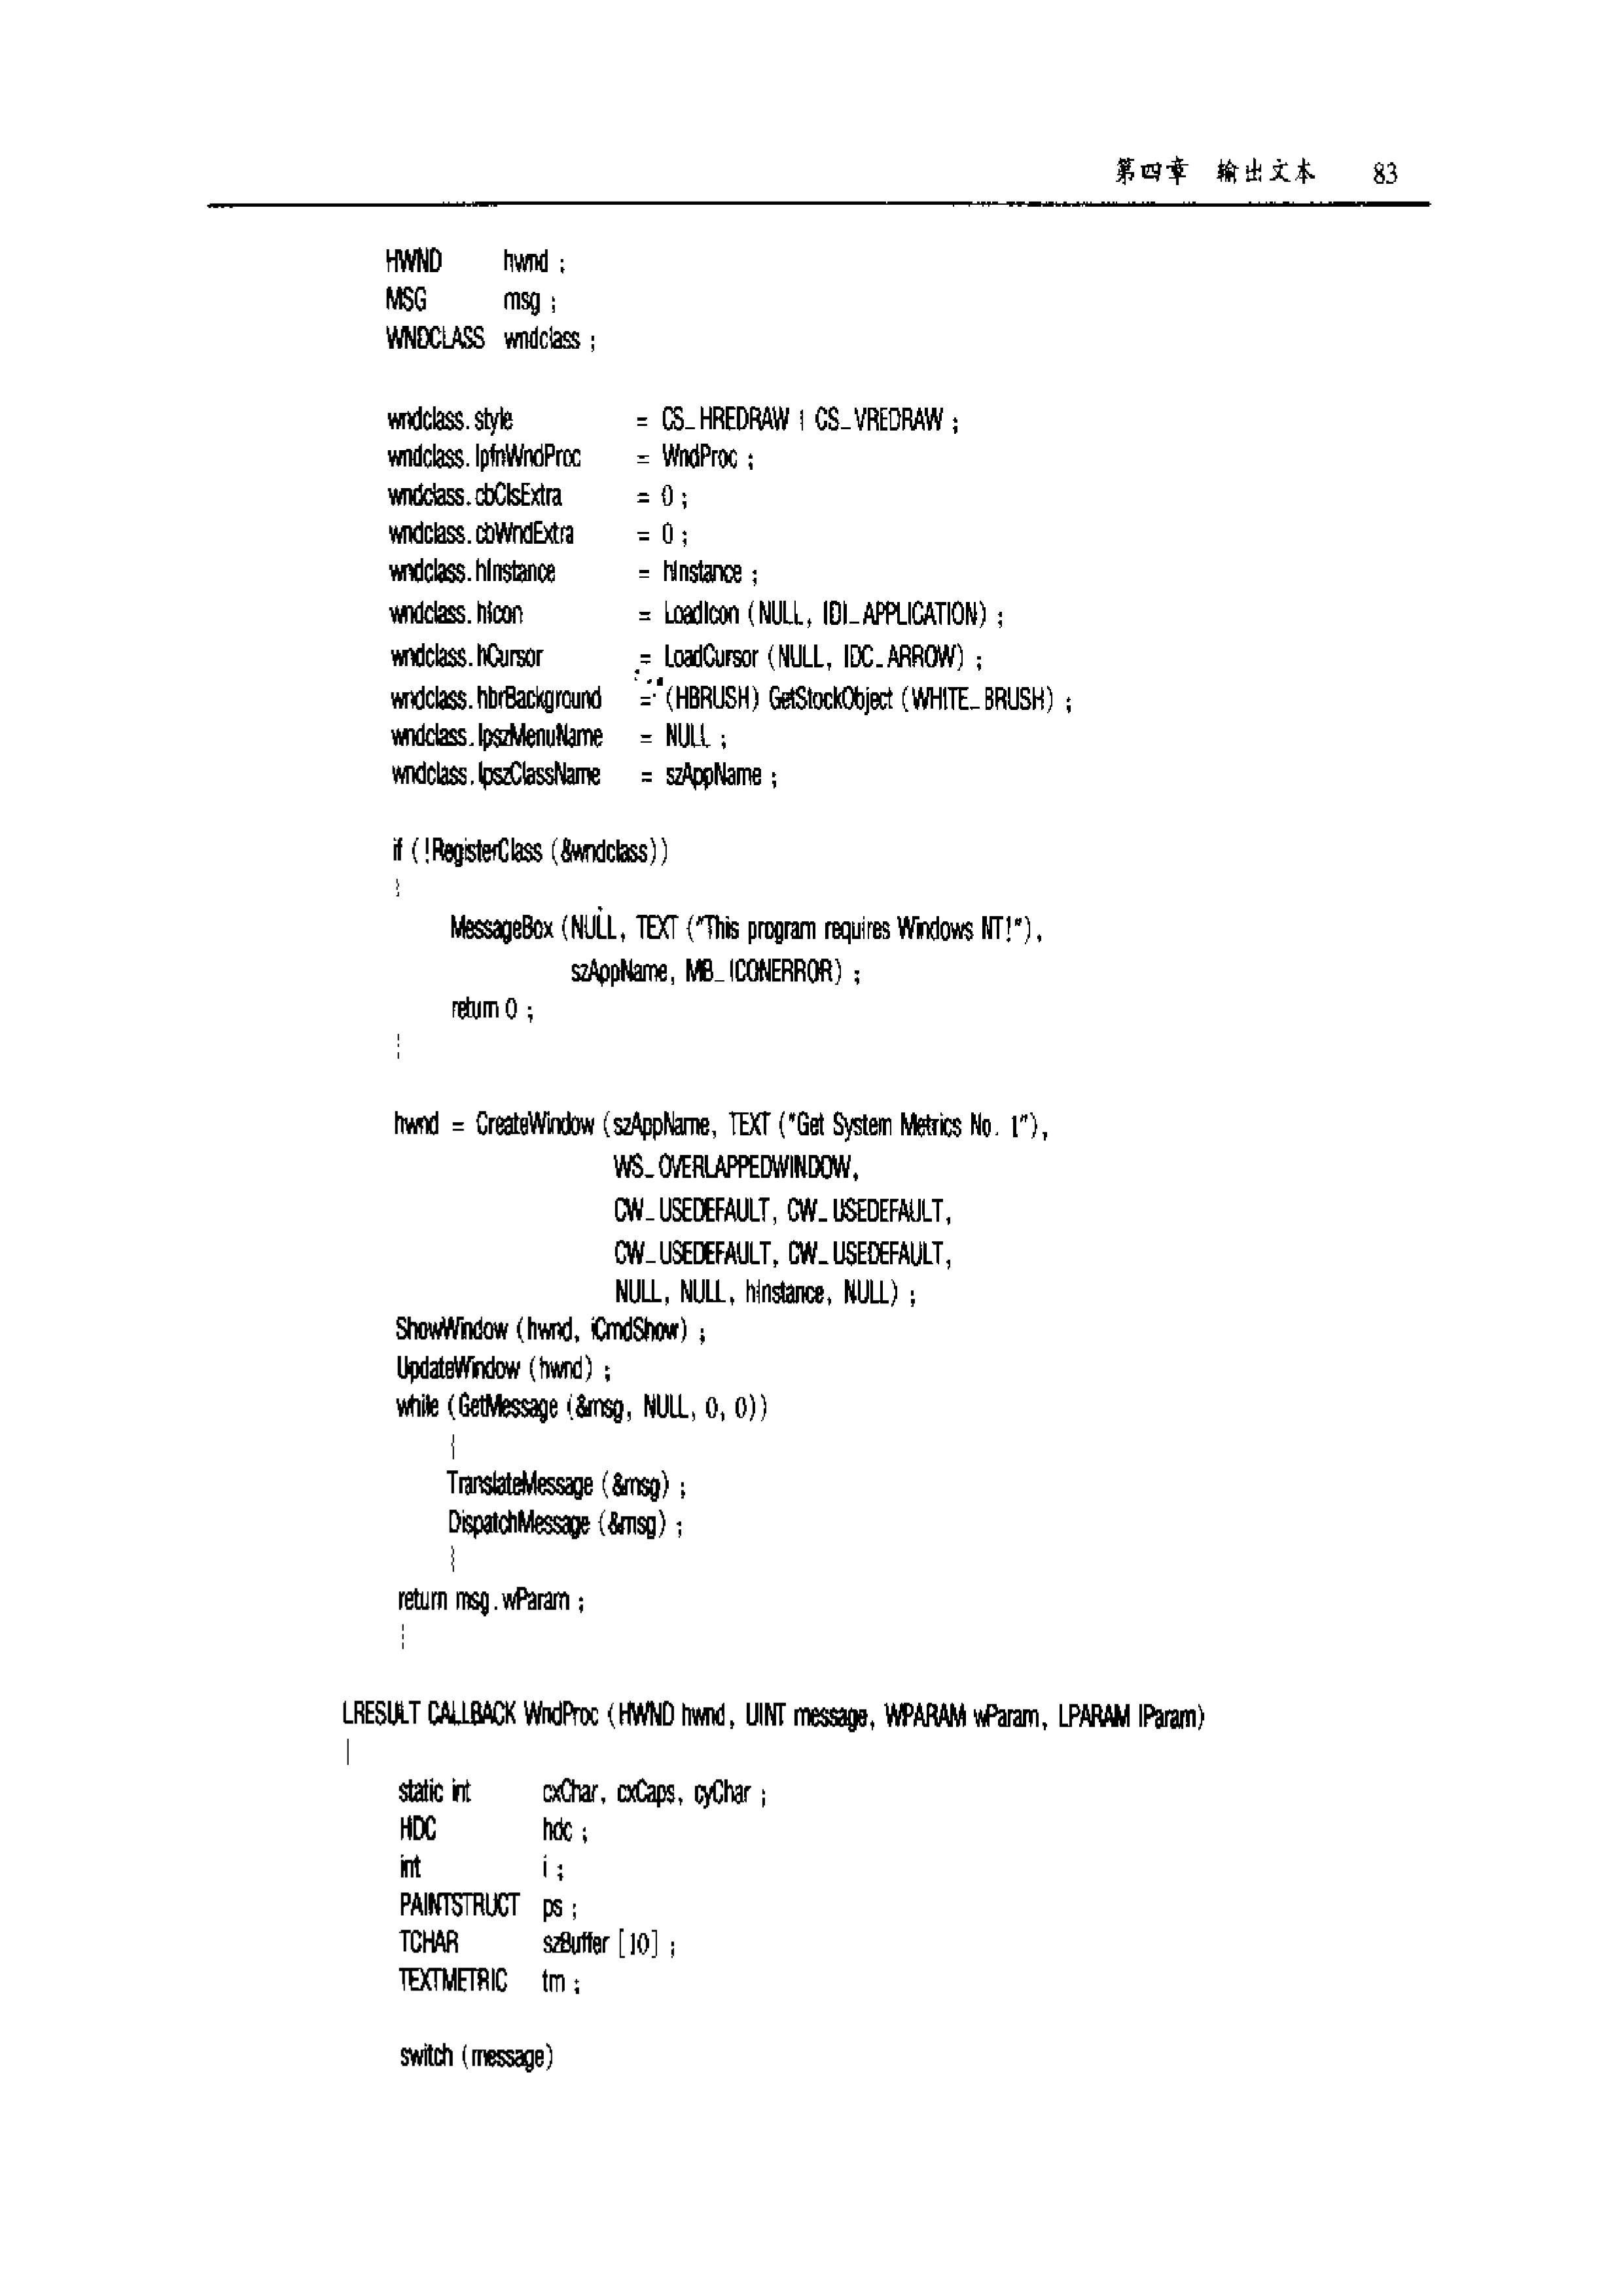 第四章 输出文本 83
HWND hwnd ;
MSG msg ;
WNDCLASS wndclass ;
wndclass.style = CS_HREDRAW | CS_VREDRAW ;
wndclass.lpfnWndProc = WndProc ;
wndclass.cbClsExtra = 0 ;
wndclass.cbWndExtra = 0 ;
wndclass.hInstance = hInstance ;
wndclass.hIcon = LoadIcon (NULL, IDI_APPLICATION) ;
wndclass.hCursor = LoadCursor (NULL, IDC_ARROW) ;
wndclass.hbrBackground = (HBRUSH) GetStockObject (WHITE_BRUSH) ;
wndclass.lpszMenuName = NULL ;
wndclass.lpszClassName = szAppName ;
if (!RegisterClass (&wndclass))
{
MessageBox (NULL, TEXT ("This program requires Windows NT!"),
szAppName, MB_ICONERROR) ;
return 0 ;
}
hwnd = CreateWindow (szAppName, TEXT ("Get System Metrics No. 1"),
WS_OVERLAPPEDWINDOW,
CW_USEDEFAULT, CW_USEDEFAULT,
CW_USEDEFAULT, CW_USEDEFAULT,
NULL, NULL, hInstance, NULL) ;
ShowWindow (hwnd, iCmdShow) ;
UpdateWindow (hwnd) ;
while (GetMessage (&msg, NULL, 0, 0))
{
TranslateMessage (&msg) ;
DispatchMessage (&msg) ;
}
return msg.wParam ;
}
LRESULT CALLBACK WndProc (HWND hwnd, UINT message, WPARAM wParam, LPARAM lParam)
{
static int cxChar, cxCaps, cyChar ;
HDC hdc ;
int i ;
PAINTSTRUCT ps ;
TCHAR szBuffer [10] ;
TEXTMETRIC tm ;
switch (message)